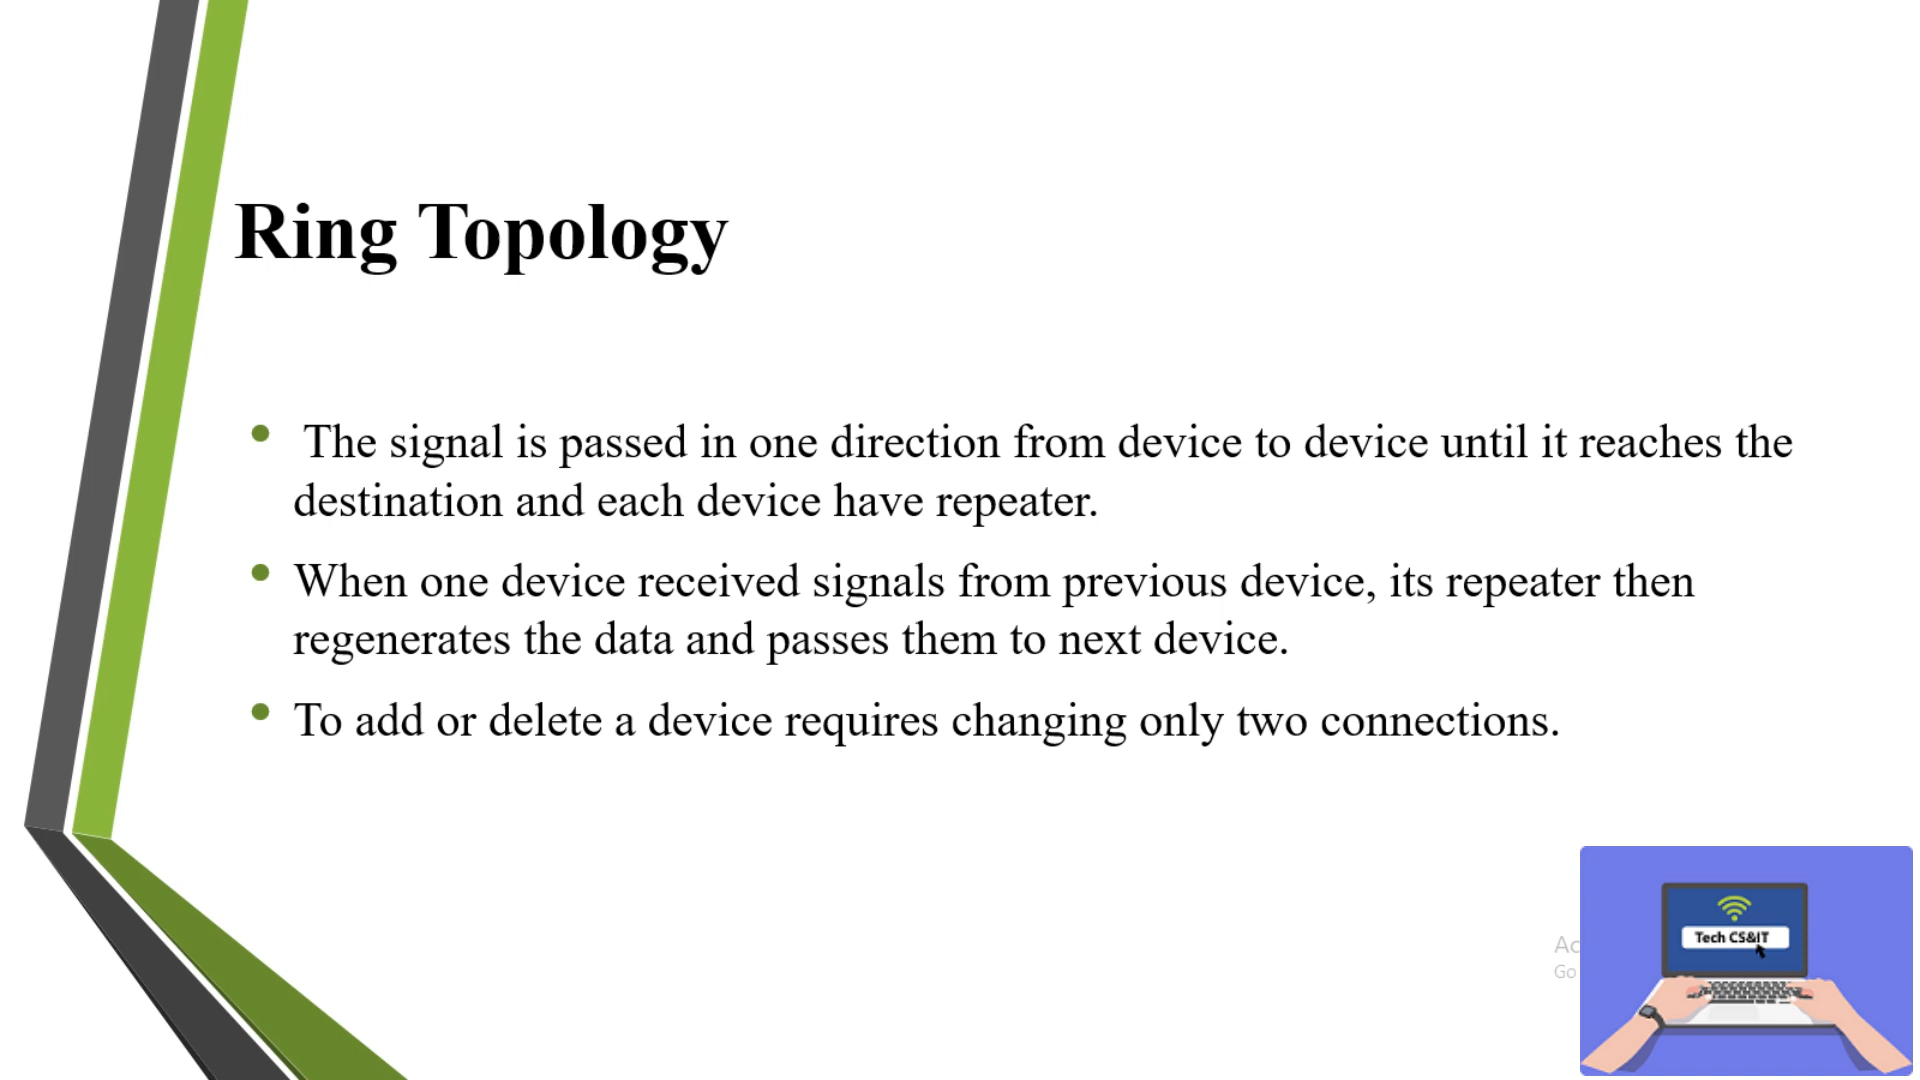 Ring Topology
The signal is passed in one direction from device to device until it reaches the
destination and each device have repeater.
When one device received signals from previous device, its repeater then
regenerates the data and passes them to next device.
To add or delete a device requires changing only two connections.
Tech CS&IT
Go